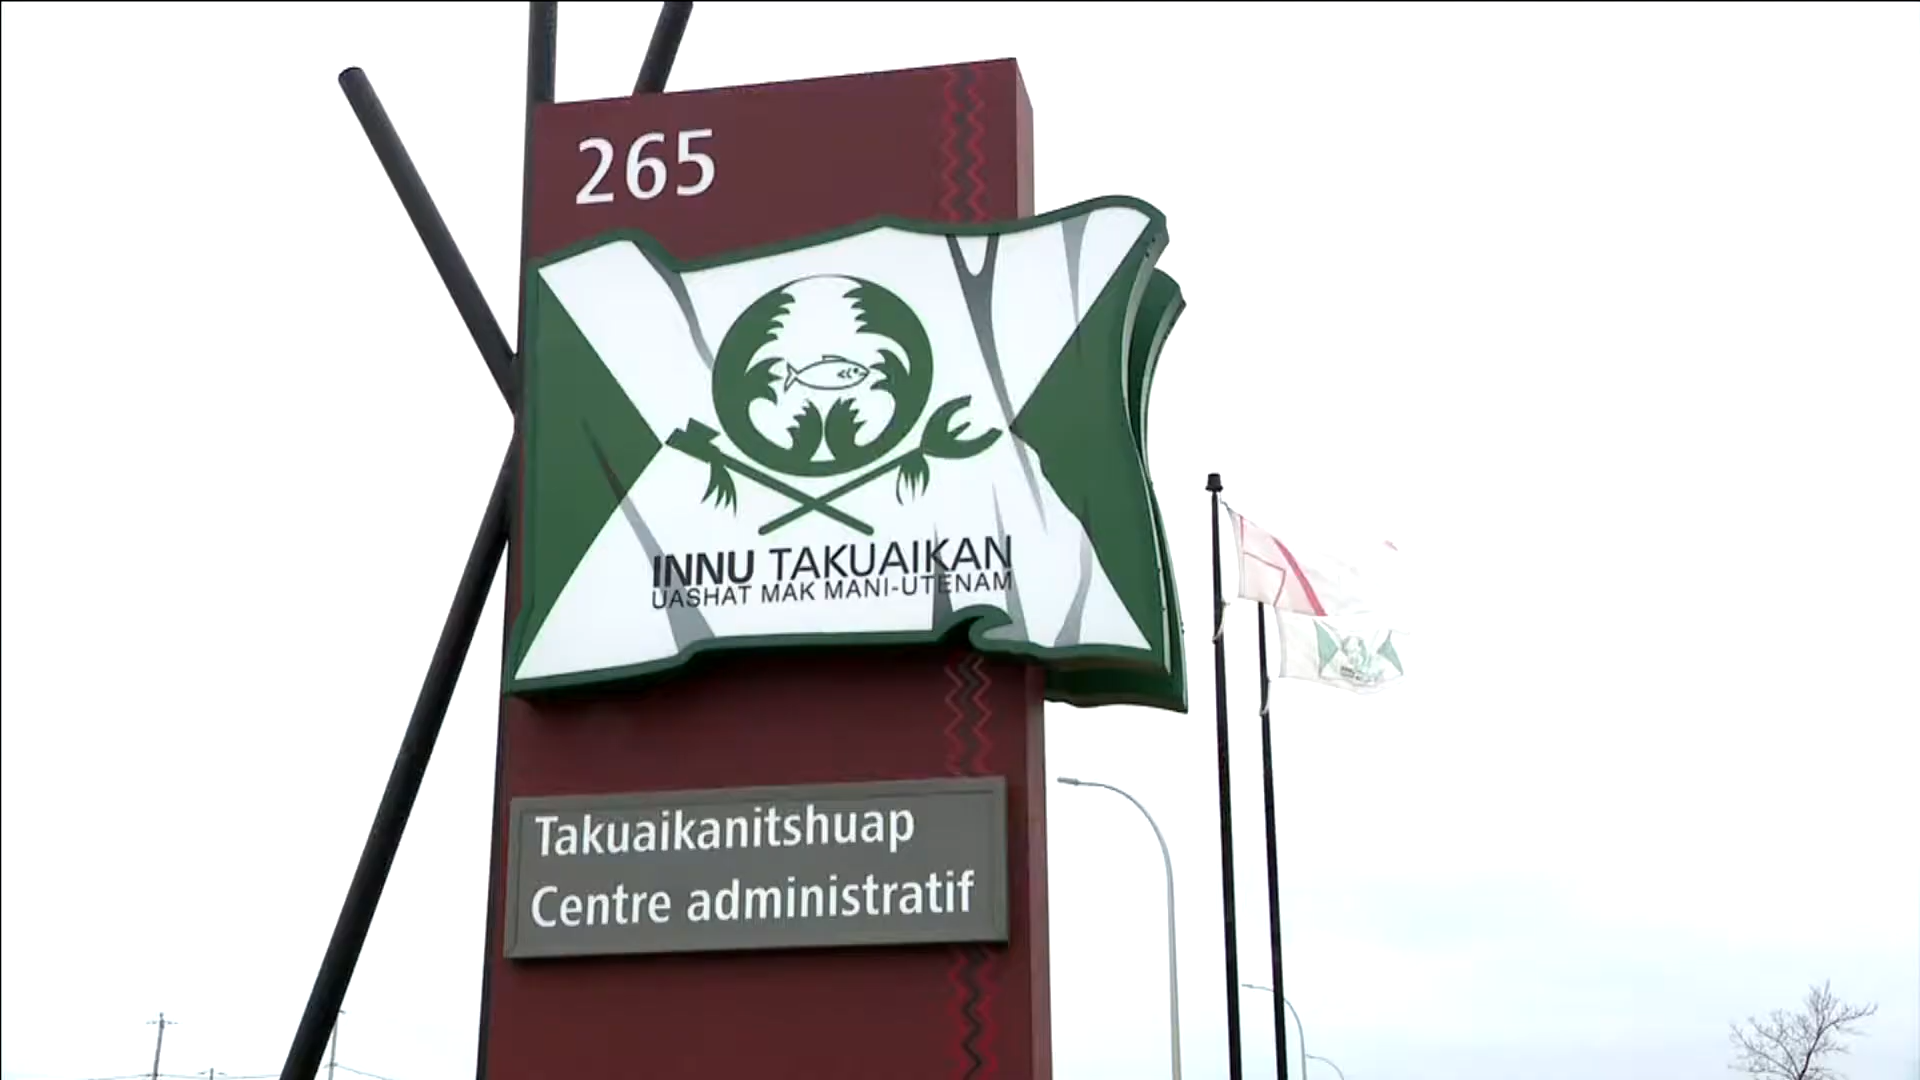 265
INNU TAKUAIKAN
UASHAT MAK MANI-UTENAM
Takuaikanitshuap
Centre administratif